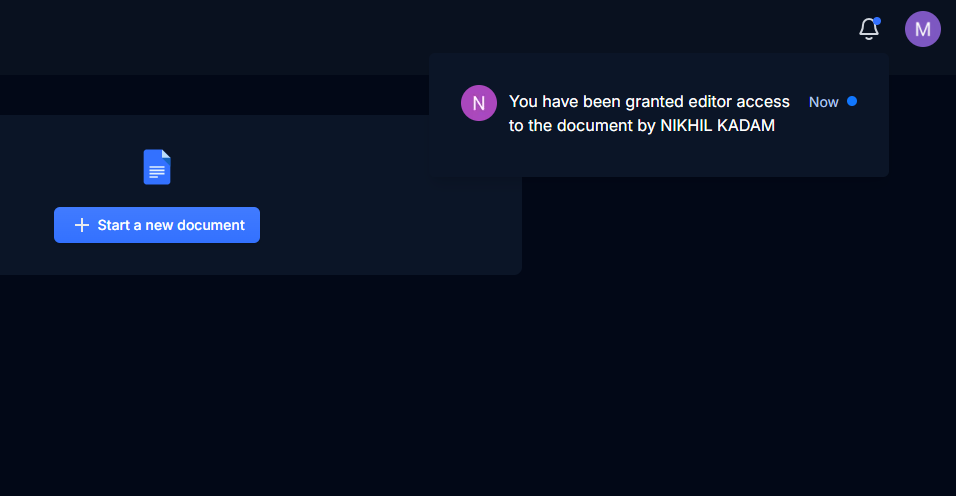 M
N
You have been granted editor access
to the document by NIKHIL KADAM
Now
Start a new document